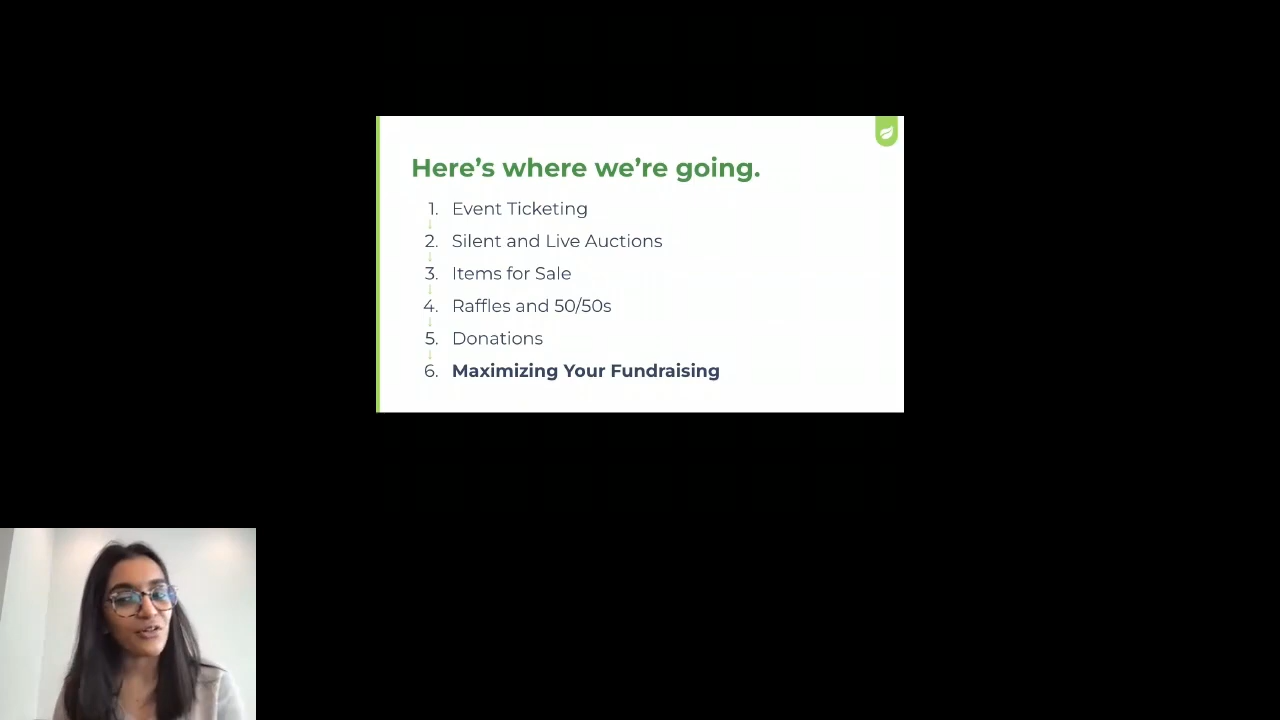 Here’s where we’re going.
1. Event Ticketing
2. Silent and Live Auctions
3. Items for Sale
4. Raffles and 50/50s
5. Donations
6. Maximizing Your Fundraising